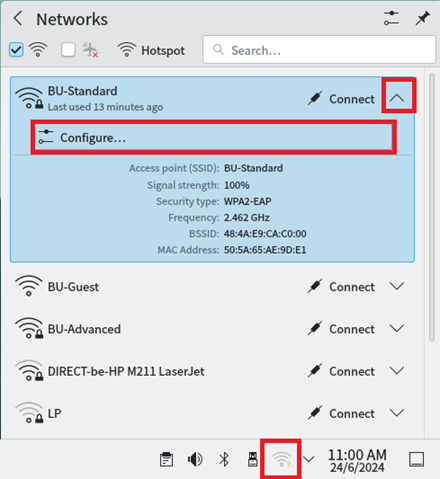 Networks
Hotspot
Search...
BU-Standard
Last used 13 minutes ago
Connect
Configure...
Access point (SSID): BU-Standard
Signal strength: 100%
Security type: WPA2-EAP
Frequency: 2.462 GHz
BSSID: 48:4A:E9:CA:C0:00
MAC Address: 50:5A:65:AE:9D:E1
BU-Guest Connect
BU-Advanced Connect
DIRECT-be-HP M211 LaserJet Connect
LP Connect
11:00 AM
24/6/2024